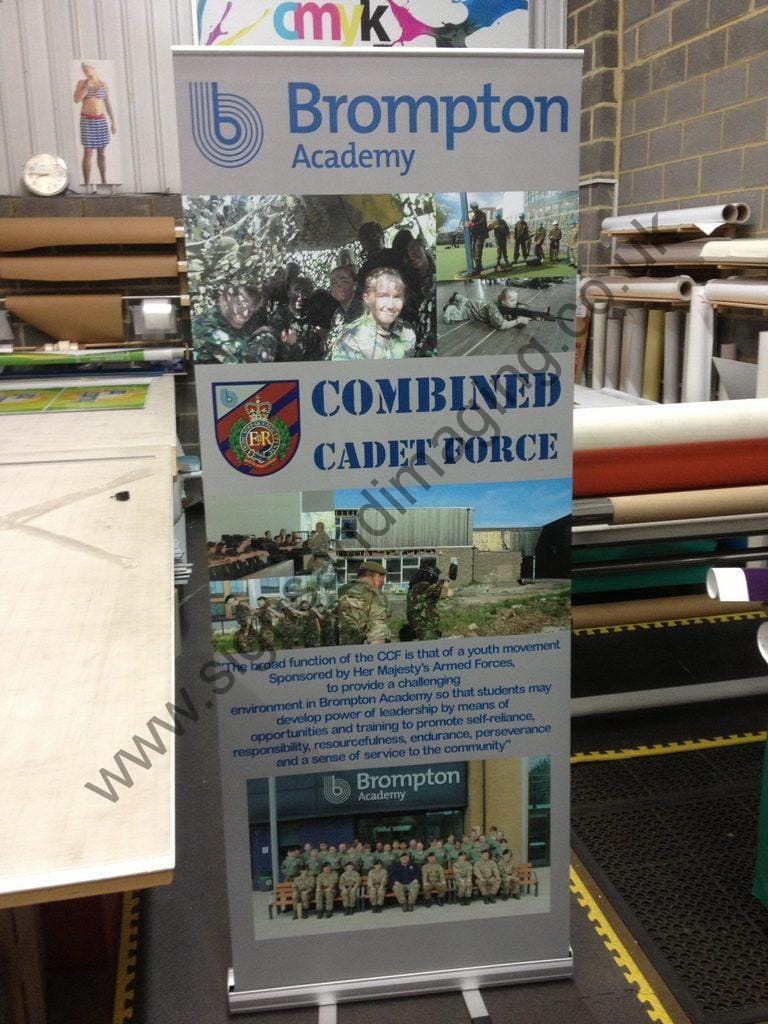 cmyk
b Brompton
Academy
b
COMBINED
CADET FORCE
ER
"The broad function of the CCF is that of a youth movement
Sponsored by Her Majesty's Armed Forces,
to provide a challenging
environment in Brompton Academy so that students may
develop power of leadership by means of
opportunities and training to promote self-reliance,
responsibility, resourcefulness, endurance, perseverance
and a sense of service to the community"
b Brompton
Academy